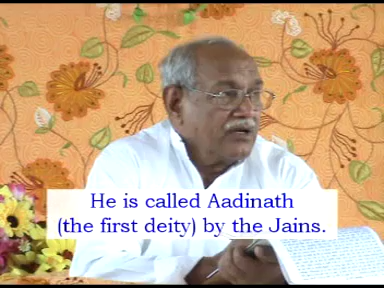 He is called Aadinath
(the first deity) by the Jains.